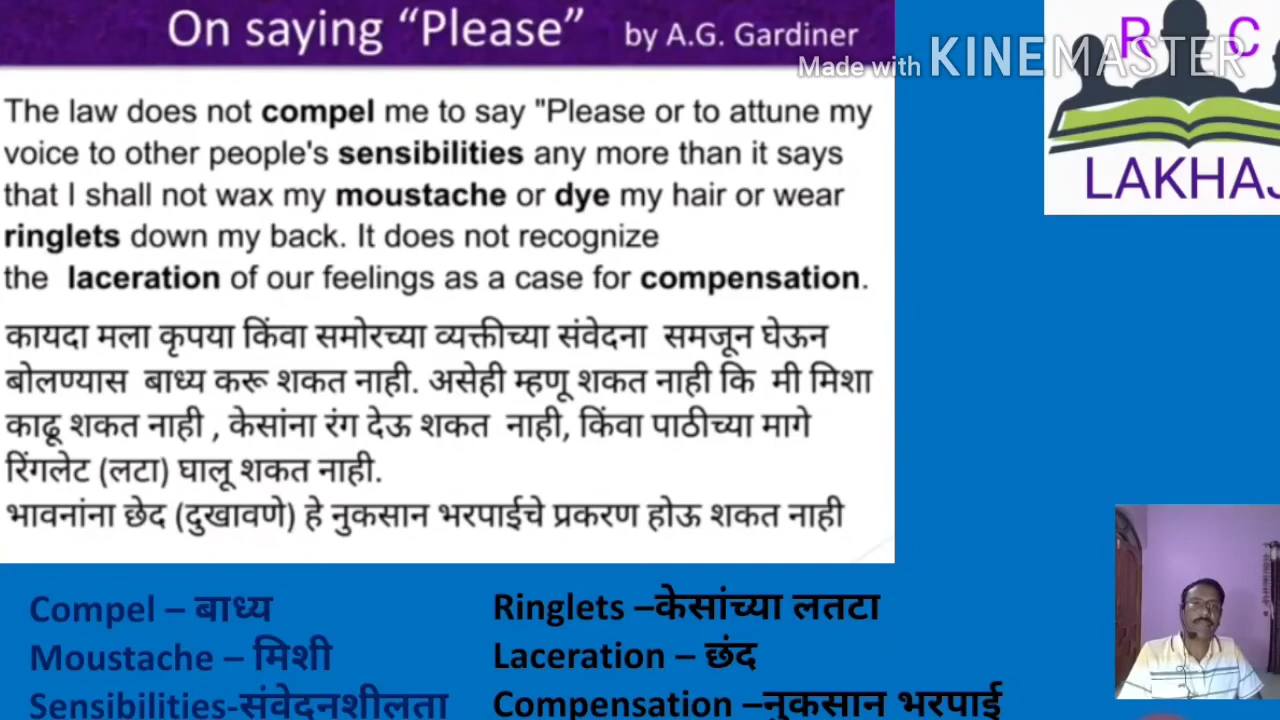 On saying “Please” by A.G. Gardiner
Made with KINEMASTER
R C
LAKHAJ
The law does not compel me to say "Please or to attune my
voice to other people's sensibilities any more than it says
that I shall not wax my moustache or dye my hair or wear
ringlets down my back. It does not recognize
the laceration of our feelings as a case for compensation.
कायदा मला कृपया किंवा समोरच्या व्यक्तीच्या संवेदना समजून घेऊन
बोलण्यास बाध्य करू शकत नाही. असेही म्हणू शकत नाही कि मी मिशा
काढू शकत नाही , केसांना रंग देऊ शकत नाही, किंवा पाठीच्या मागे
रिंगलेट (लटा) घालू शकत नाही.
भावनांना छेद (दुखावणे) हे नुकसान भरपाईचे प्रकरण होऊ शकत नाही
Compel – बाध्य
Moustache – मिशी
Sensibilities-संवेदनशीलता
Ringlets –केसांच्या लतटा
Laceration – छंद
Compensation –नुकसान भरपाई